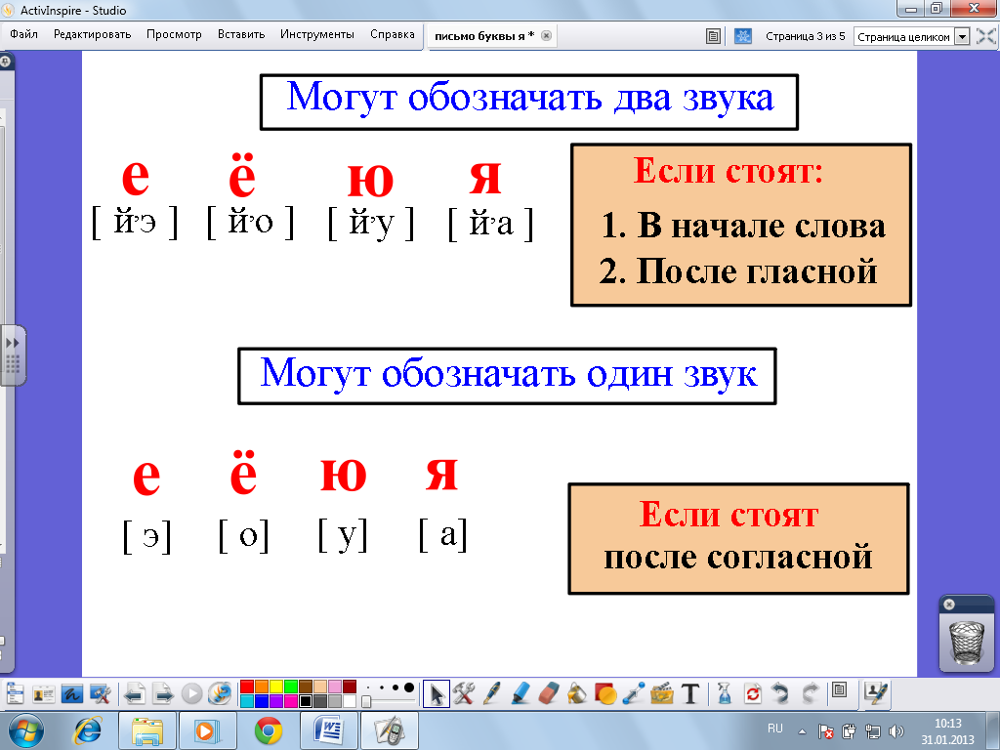 ActivInspire - Studio
Файл Редактировать Просмотр Вставить Инструменты Справка письмо буквы я * Страница 3 из 5 Страница целиком
Могут обозначать два звука
е ё ю я
[ й,э ] [ й,о ] [ й,у ] [ й,а ]
Если стоят:
1. В начале слова
2. После гласной
Могут обозначать один звук
е ё ю я
[ э] [ о] [ у] [ а]
Если стоят
после согласной
RU 10:13
31.01.2013